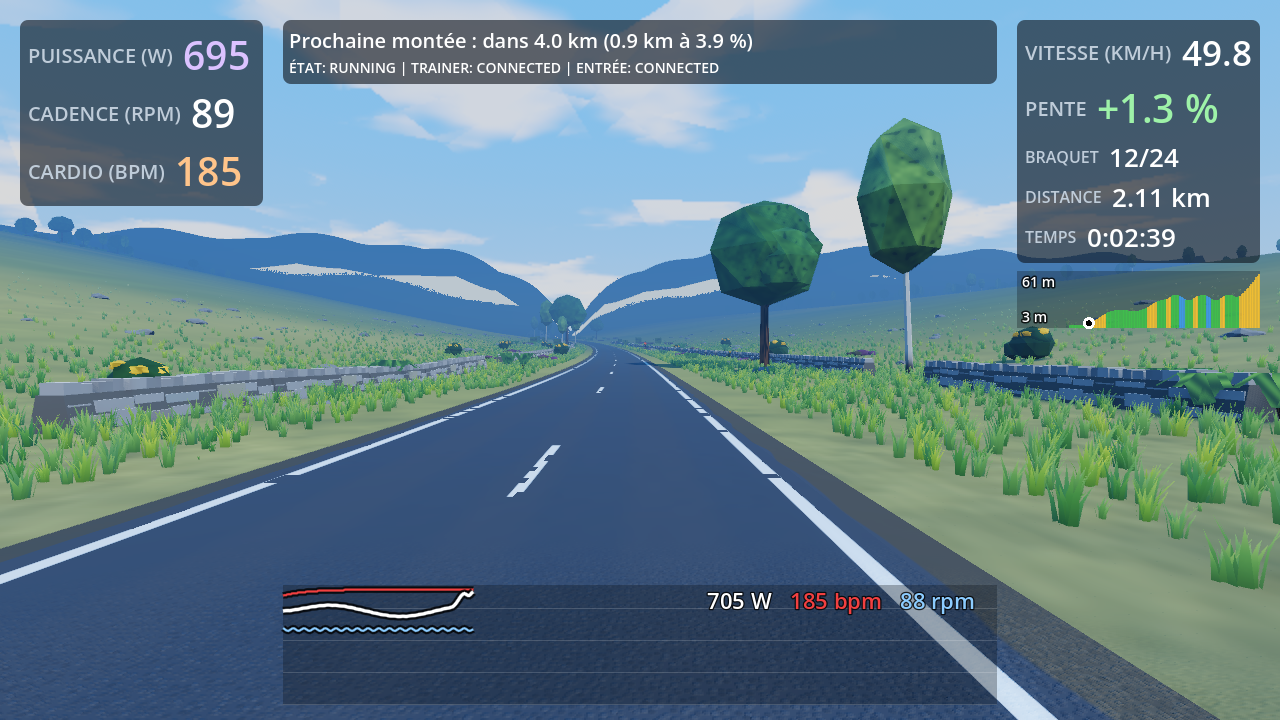 PUISSANCE (W) 695
CADENCE (RPM) 89
CARDIO (BPM) 185
Prochaine montée : dans 4.0 km (0.9 km à 3.9 %)
ÉTAT: RUNNING | TRAINER: CONNECTED | ENTRÉE: CONNECTED
VITESSE (KM/H) 49.8
PENTE +1.3 %
BRAQUET 12/24
DISTANCE 2.11 km
TEMPS 0:02:39
61 m
3 m
705 W 185 bpm 88 rpm